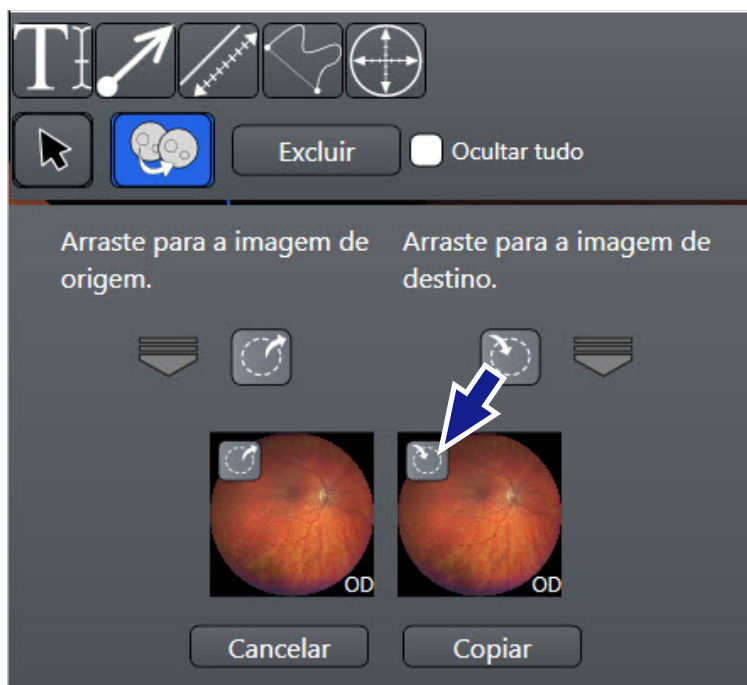 T
Excluir
Ocultar tudo
Arraste para a imagem de
origem.
Arraste para a imagem de
destino.
OD
OD
Cancelar
Copiar